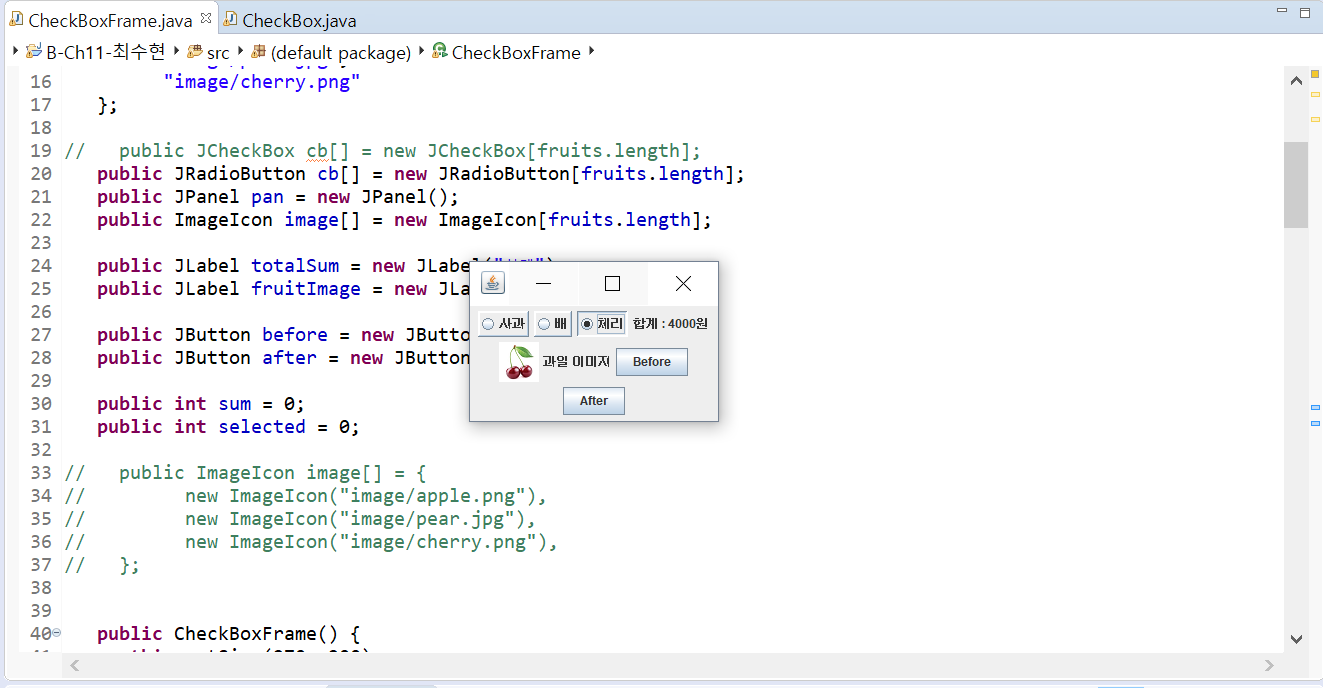 CheckBoxFrame.java CheckBox.java
B-Ch11-최수현 src (default package) CheckBoxFrame
16 "image/cherry.png"
17 };
18
19 // public JCheckBox cb[] = new JCheckBox[fruits.length];
20 public JRadioButton cb[] = new JRadioButton[fruits.length];
21 public JPanel pan = new JPanel();
22 public ImageIcon image[] = new ImageIcon[fruits.length];
23
24 public JLabel totalSum = new JLabel
25 public JLabel fruitImage = new JLa
26
27 public JButton before = new JButto
28 public JButton after = new JButton
29
30 public int sum = 0;
31 public int selected = 0;
32
33 // public ImageIcon image[] = {
34 // new ImageIcon("image/apple.png"),
35 // new ImageIcon("image/pear.jpg"),
36 // new ImageIcon("image/cherry.png"),
37 // };
38
39
40 public CheckBoxFrame() {
사과 배 체리 합계 : 4000원
과일 이미지 Before
After